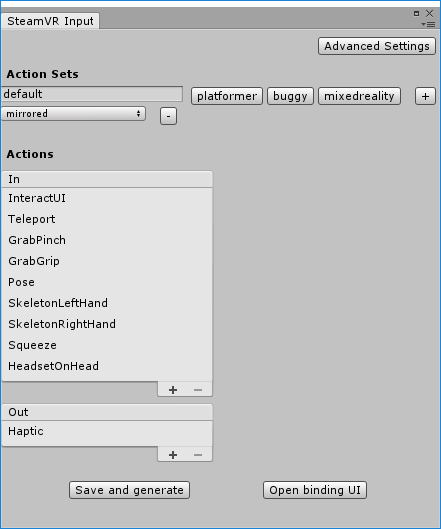 SteamVR Input
Advanced Settings
Action Sets
default platformer buggy mixedreality +
mirrored -
Actions
In
InteractUI
Teleport
GrabPinch
GrabGrip
Pose
SkeletonLeftHand
SkeletonRightHand
Squeeze
HeadsetOnHead
+ −
Out
Haptic
+ −
Save and generate Open binding UI